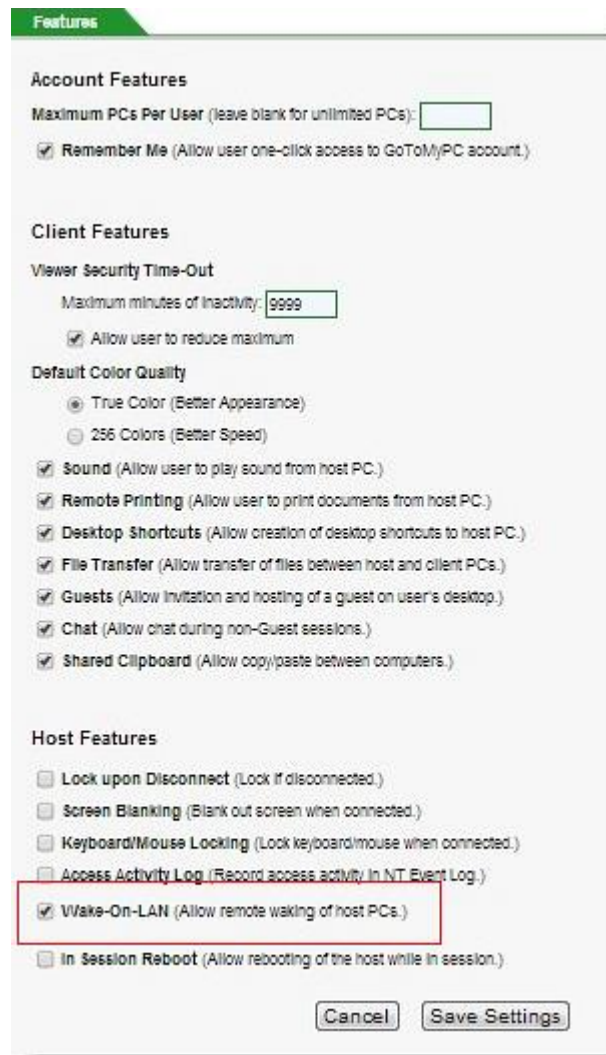 Features
Account Features
Maximum PCs Per User (leave blank for unlimited PCs):
Remember Me (Allow user one-click access to GoToMyPC account.)
Client Features
Viewer Security Time-Out
Maximum minutes of inactivity: 9999
Allow user to reduce maximum
Default Color Quality
True Color (Better Appearance)
256 Colors (Better Speed)
Sound (Allow user to play sound from host PC.)
Remote Printing (Allow user to print documents from host PC.)
Desktop Shortcuts (Allow creation of desktop shortcuts to host PC.)
File Transfer (Allow transfer of files between host and client PCs.)
Guests (Allow invitation and hosting of a guest on user's desktop.)
Chat (Allow chat during non-Guest sessions.)
Shared Clipboard (Allow copy/paste between computers.)
Host Features
Lock upon Disconnect (Lock if disconnected.)
Screen Blanking (Blank out screen when connected.)
Keyboard/Mouse Locking (Lock keyboard/mouse when connected.)
Access Activity Log (Record access activity in NT Event Log.)
Wake-On-LAN (Allow remote waking of host PCs.)
In Session Reboot (Allow rebooting of the host while in session.)
Cancel Save Settings